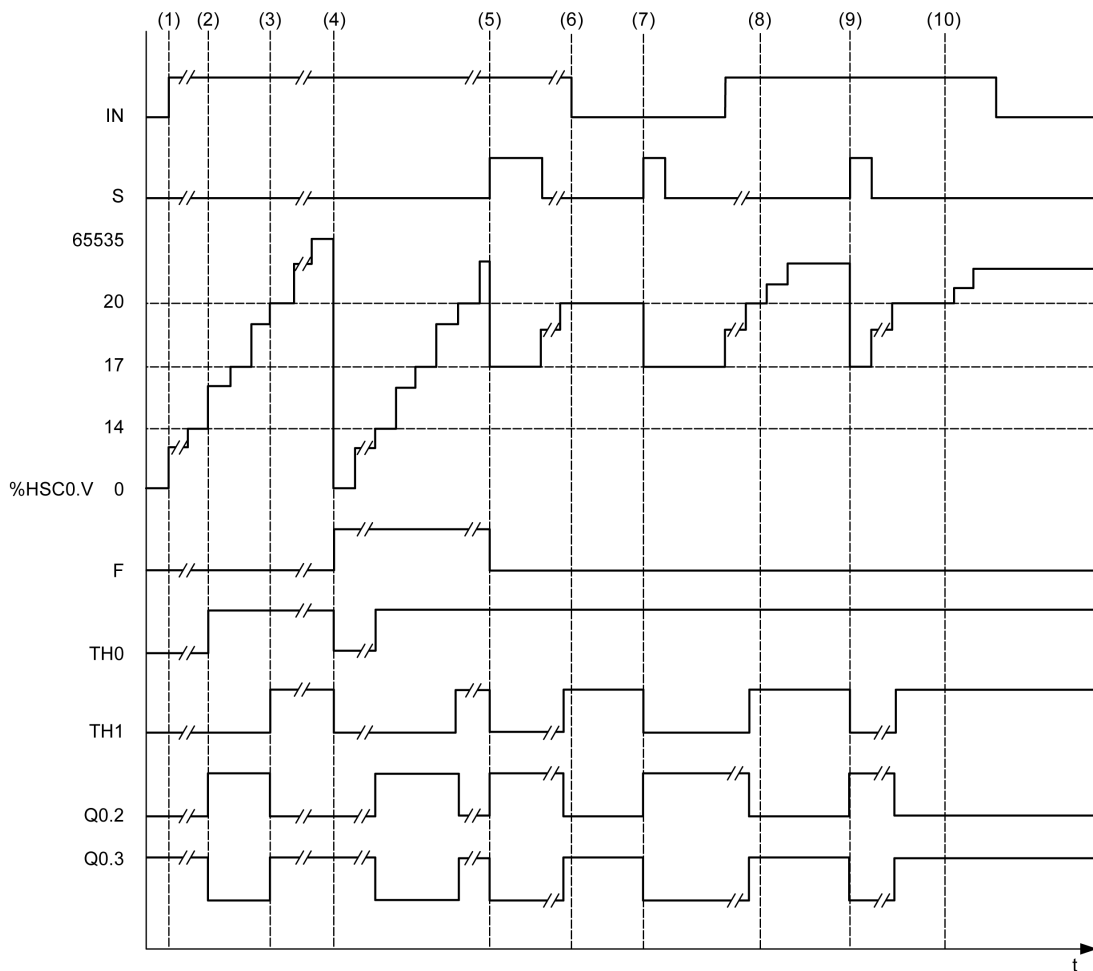 (1) (2) (3) (4) (5) (6) (7) (8) (9) (10)
IN
S
65535
20
17
14
%HSC0.V 0
F
TH0
TH1
Q0.2
Q0.3
t